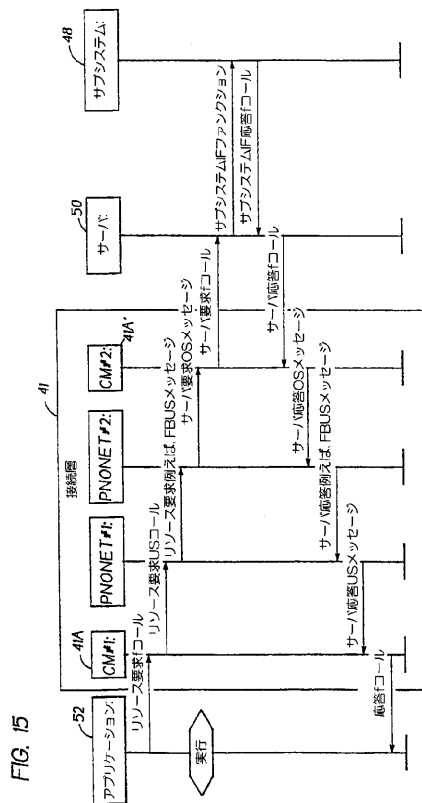 FIG. 15
接続層
41
52
アプリケーション:
41A
CM#1:
PNONET#1:
PNONET#2:
CM#2:
41A'
50
サーバ:
48
サブシステム:
リソース要求fコール
リソース要求USコール
リソース要求例えば、FBUSメッセージ
サーバ要求OSメッセージ
サーバ要求fコール
サブシステムIFファンクション
サブシステムIF応答fコール
サーバ応答fコール
サーバ応答OSメッセージ
サーバ応答例えば、FBUSメッセージ
サーバ応答USメッセージ
応答fコール
実行